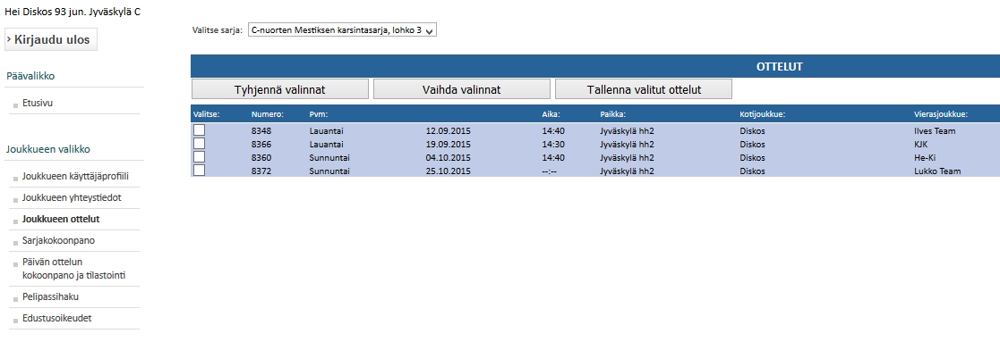 Hei Diskos 93 jun. Jyväskylä C
› Kirjaudu ulos
Päävalikko
Etusivu
Joukkueen valikko
Joukkueen käyttäjäprofiili
Joukkueen yhteystiedot
Joukkueen ottelut
Sarjakokoonpano
Päivän ottelun
kokoonpano ja tilastointi
Pelipassihaku
Edustusoikeudet
Valitse sarja: C-nuorten Mestiksen karsintasarja, lohko 3
OTTELUT
Tyhjennä valinnat Vaihda valinnat Tallenna valitut ottelut
Valitse: Numero: Pvm: Aika: Paikka: Kotijoukkue: Vierasjoukkue:
8348 Lauantai 12.09.2015 14:40 Jyväskylä hh2 Diskos Ilves Team
8366 Lauantai 19.09.2015 14:30 Jyväskylä hh2 Diskos KJK
8360 Sunnuntai 04.10.2015 14:40 Jyväskylä hh2 Diskos He-Ki
8372 Sunnuntai 25.10.2015 --:-- Jyväskylä hh2 Diskos Lukko Team